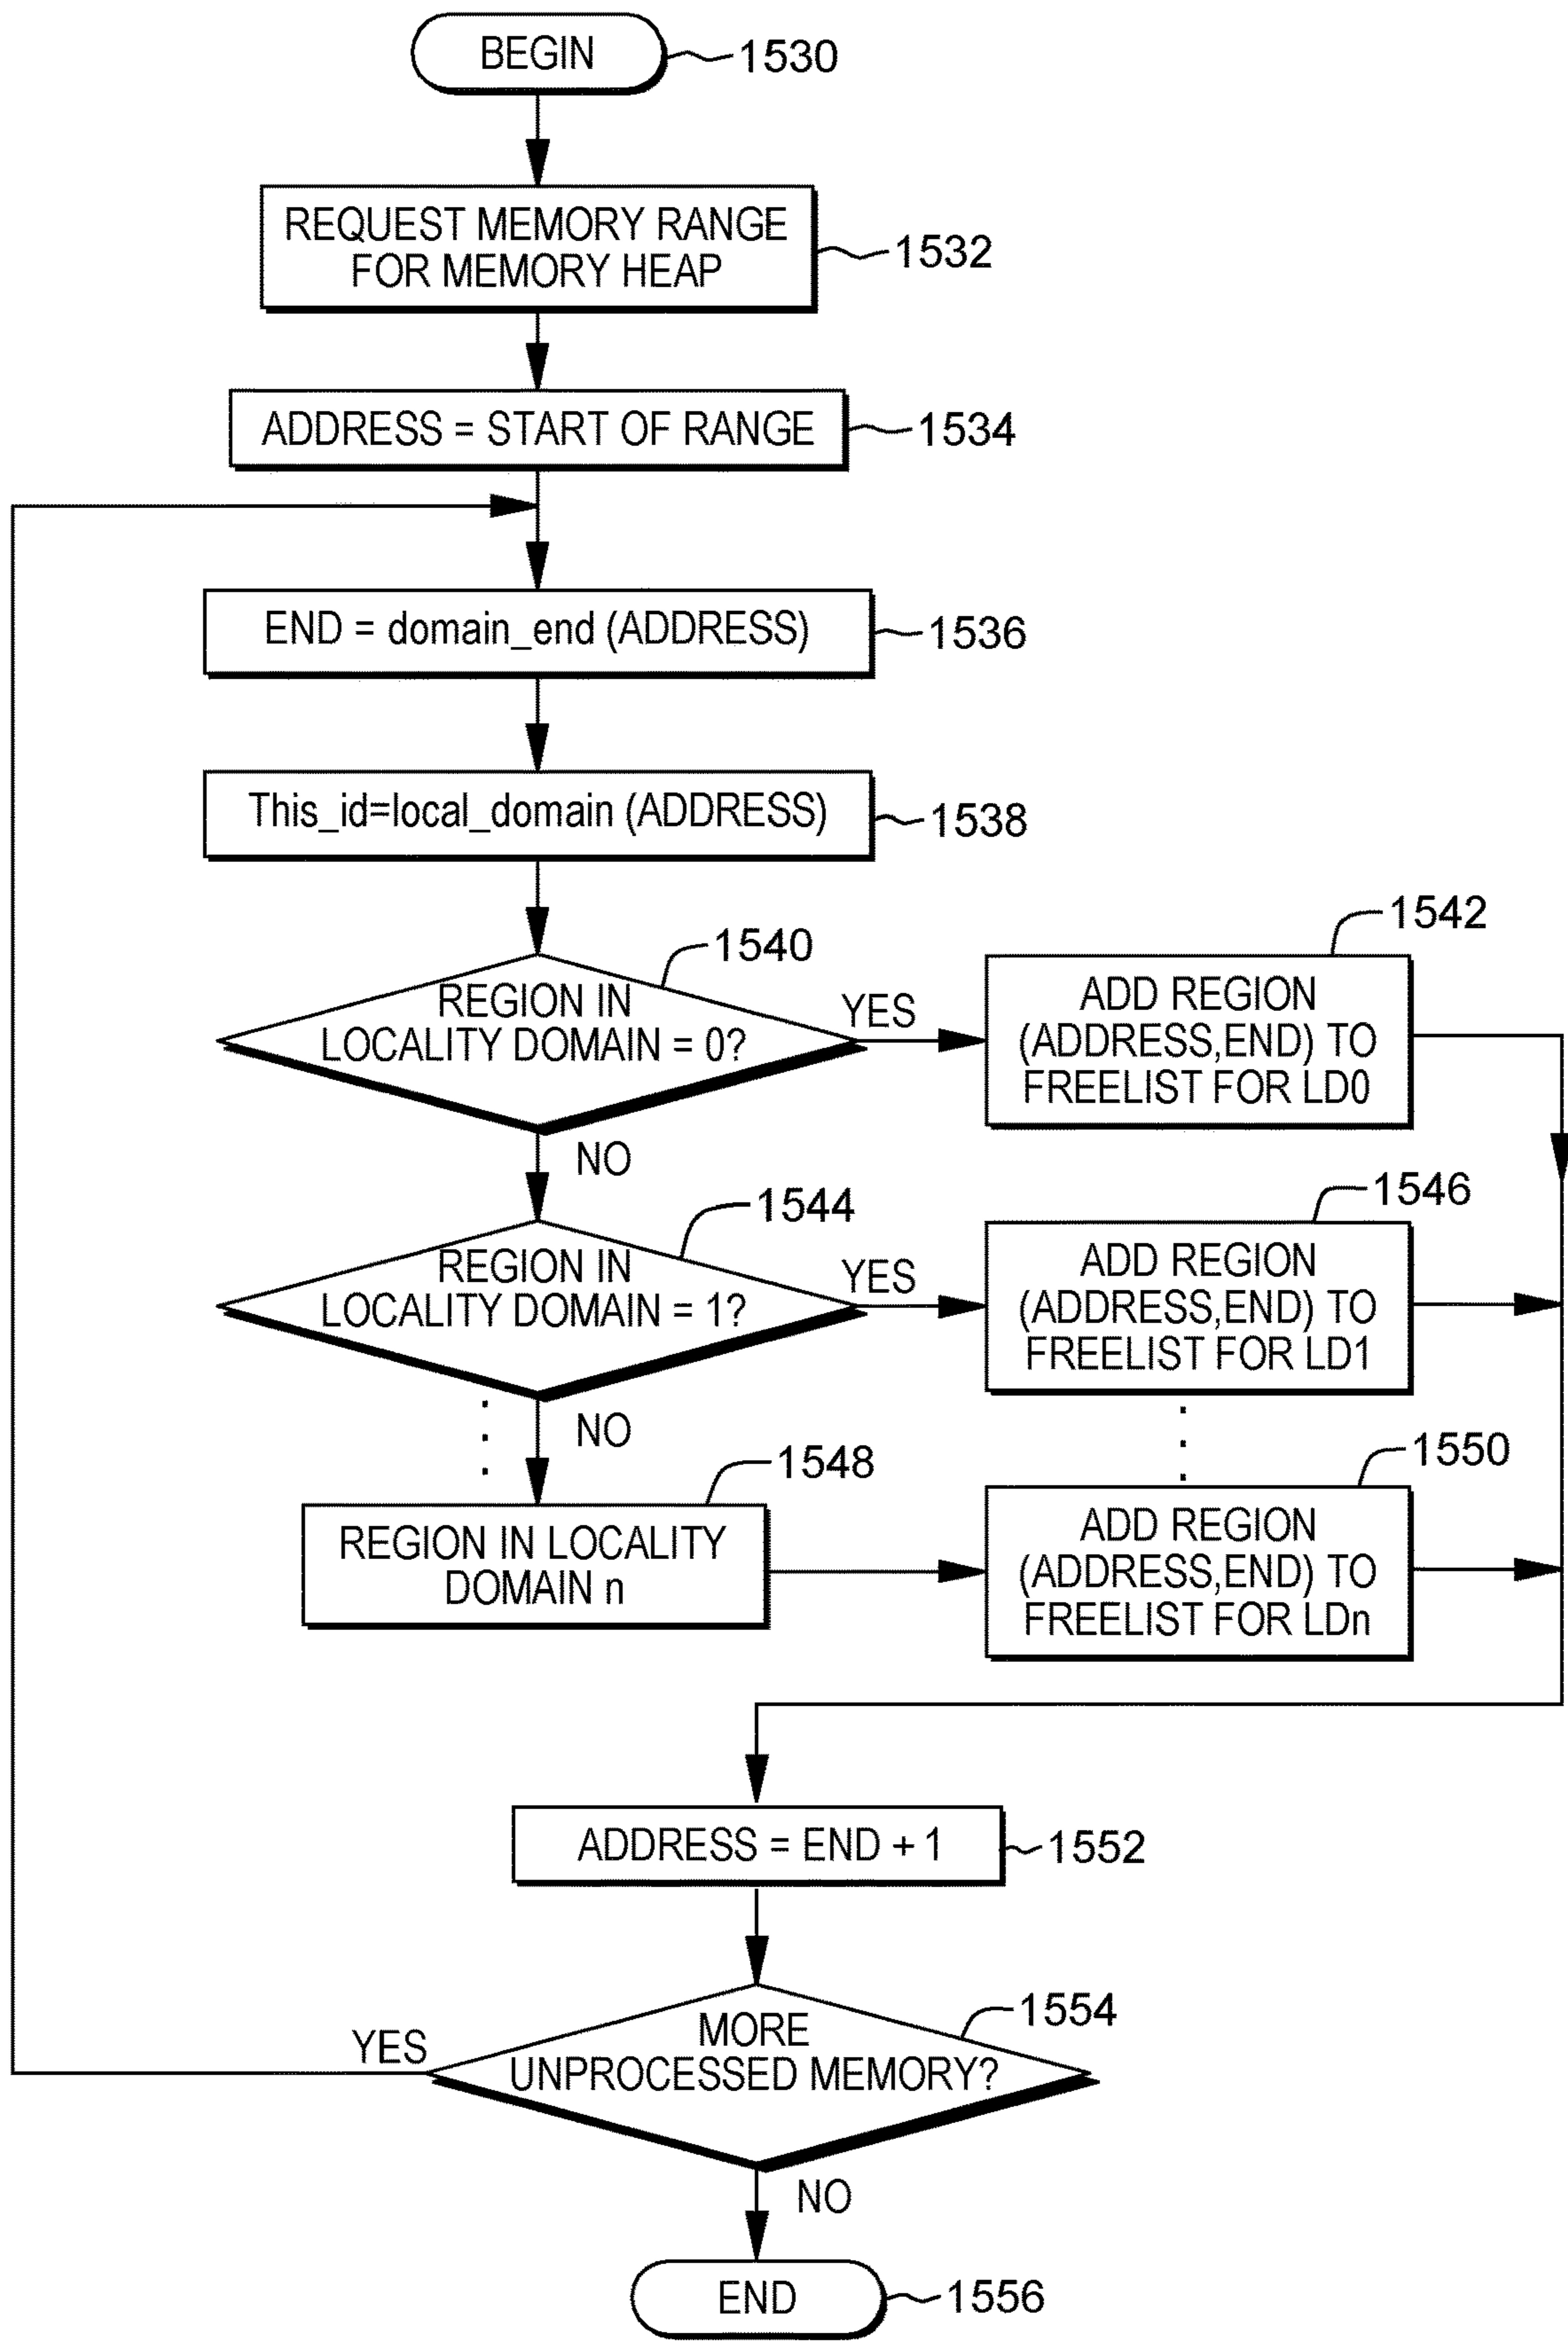 BEGIN
1530
REQUEST MEMORY RANGE
FOR MEMORY HEAP
1532
ADDRESS = START OF RANGE
1534
END = domain_end (ADDRESS)
1536
This_id=local_domain (ADDRESS)
1538
1540
REGION IN
LOCALITY DOMAIN = 0?
YES
NO
1542
ADD REGION
(ADDRESS,END) TO
FREELIST FOR LD0
1544
REGION IN
LOCALITY DOMAIN = 1?
YES
NO
1546
ADD REGION
(ADDRESS,END) TO
FREELIST FOR LD1
1548
REGION IN LOCALITY
DOMAIN n
1550
ADD REGION
(ADDRESS,END) TO
FREELIST FOR LDn
ADDRESS = END + 1
1552
1554
MORE
UNPROCESSED MEMORY?
YES
NO
END
1556